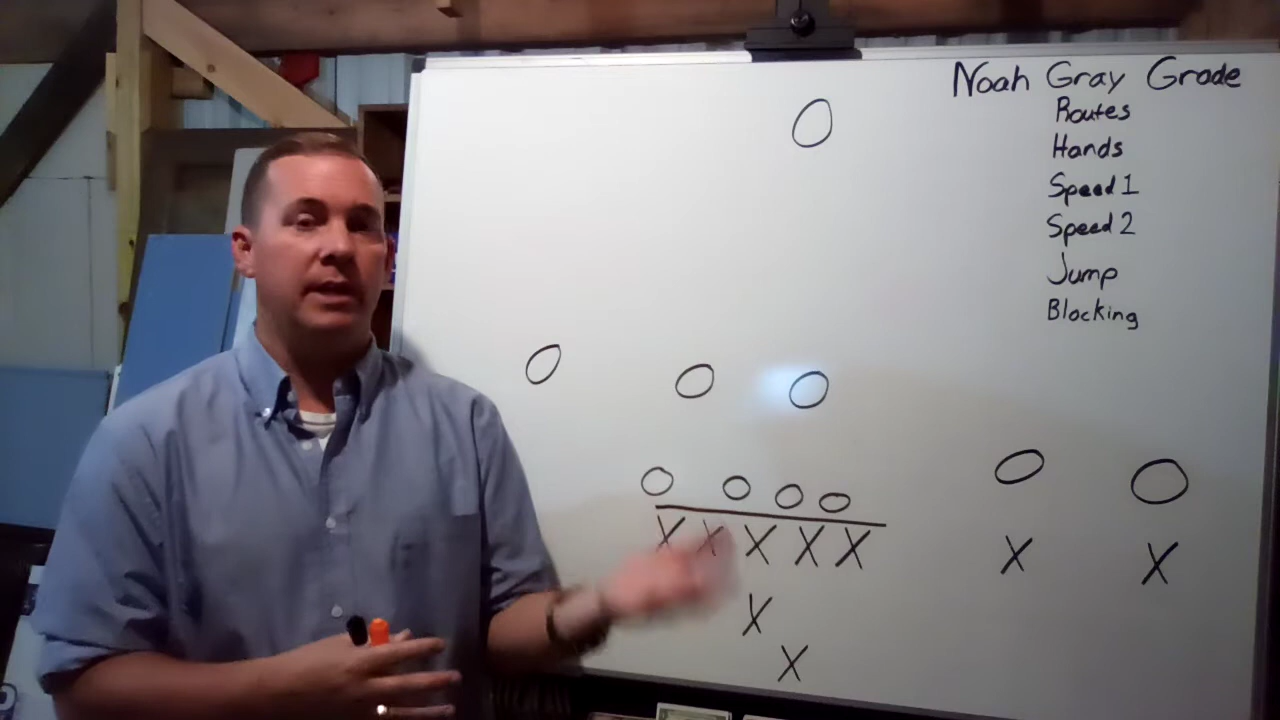 Noah Gray Grade
Routes
Hands
Speed 1
Speed 2
Jump
Blocking
O
O O O
O O
O O O O
X X X X X
X X
X
X